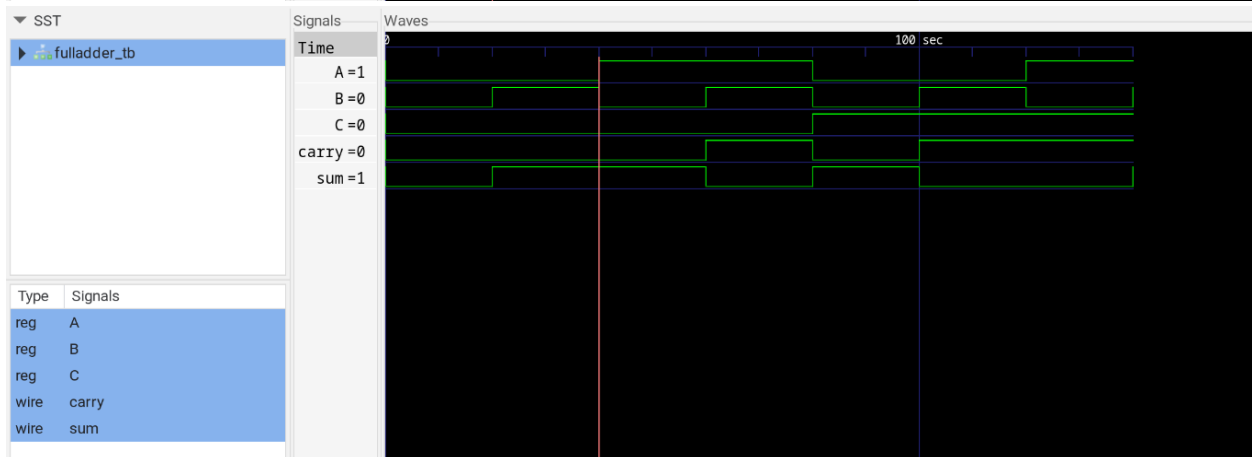 SST
fulladder_tb
Type Signals
reg A
reg B
reg C
wire carry
wire sum
Signals
Time
A =1
B =0
C =0
carry =0
sum =1
Waves
0 100 sec